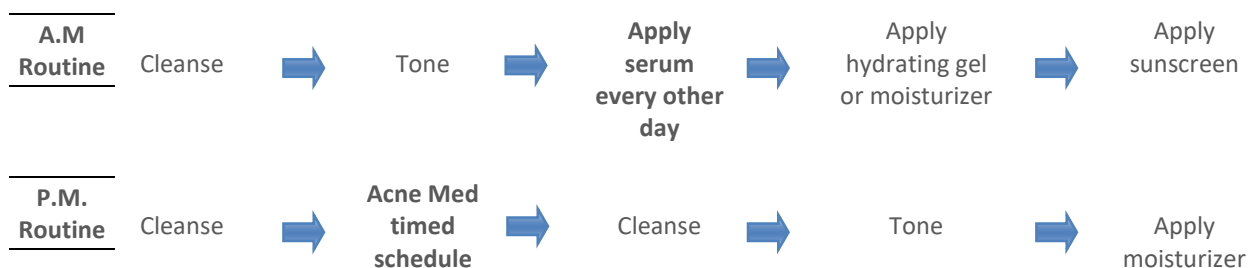 A.M
Routine
Cleanse
Tone
Apply
serum
every other
day
Apply
hydrating gel
or moisturizer
Apply
sunscreen
P.M.
Routine
Cleanse
Acne Med
timed
schedule
Cleanse
Tone
Apply
moisturizer